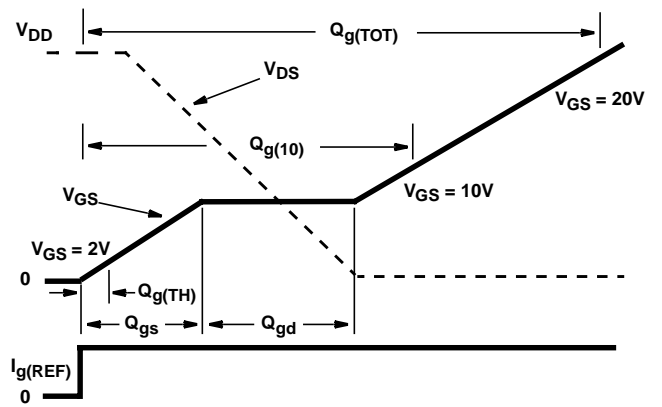 V_DD
Q_g(TOT)
V_DS
V_GS = 20V
Q_g(10)
V_GS
V_GS = 10V
V_GS = 2V
0
Q_g(TH)
Q_gs
Q_gd
I_g(REF)
0